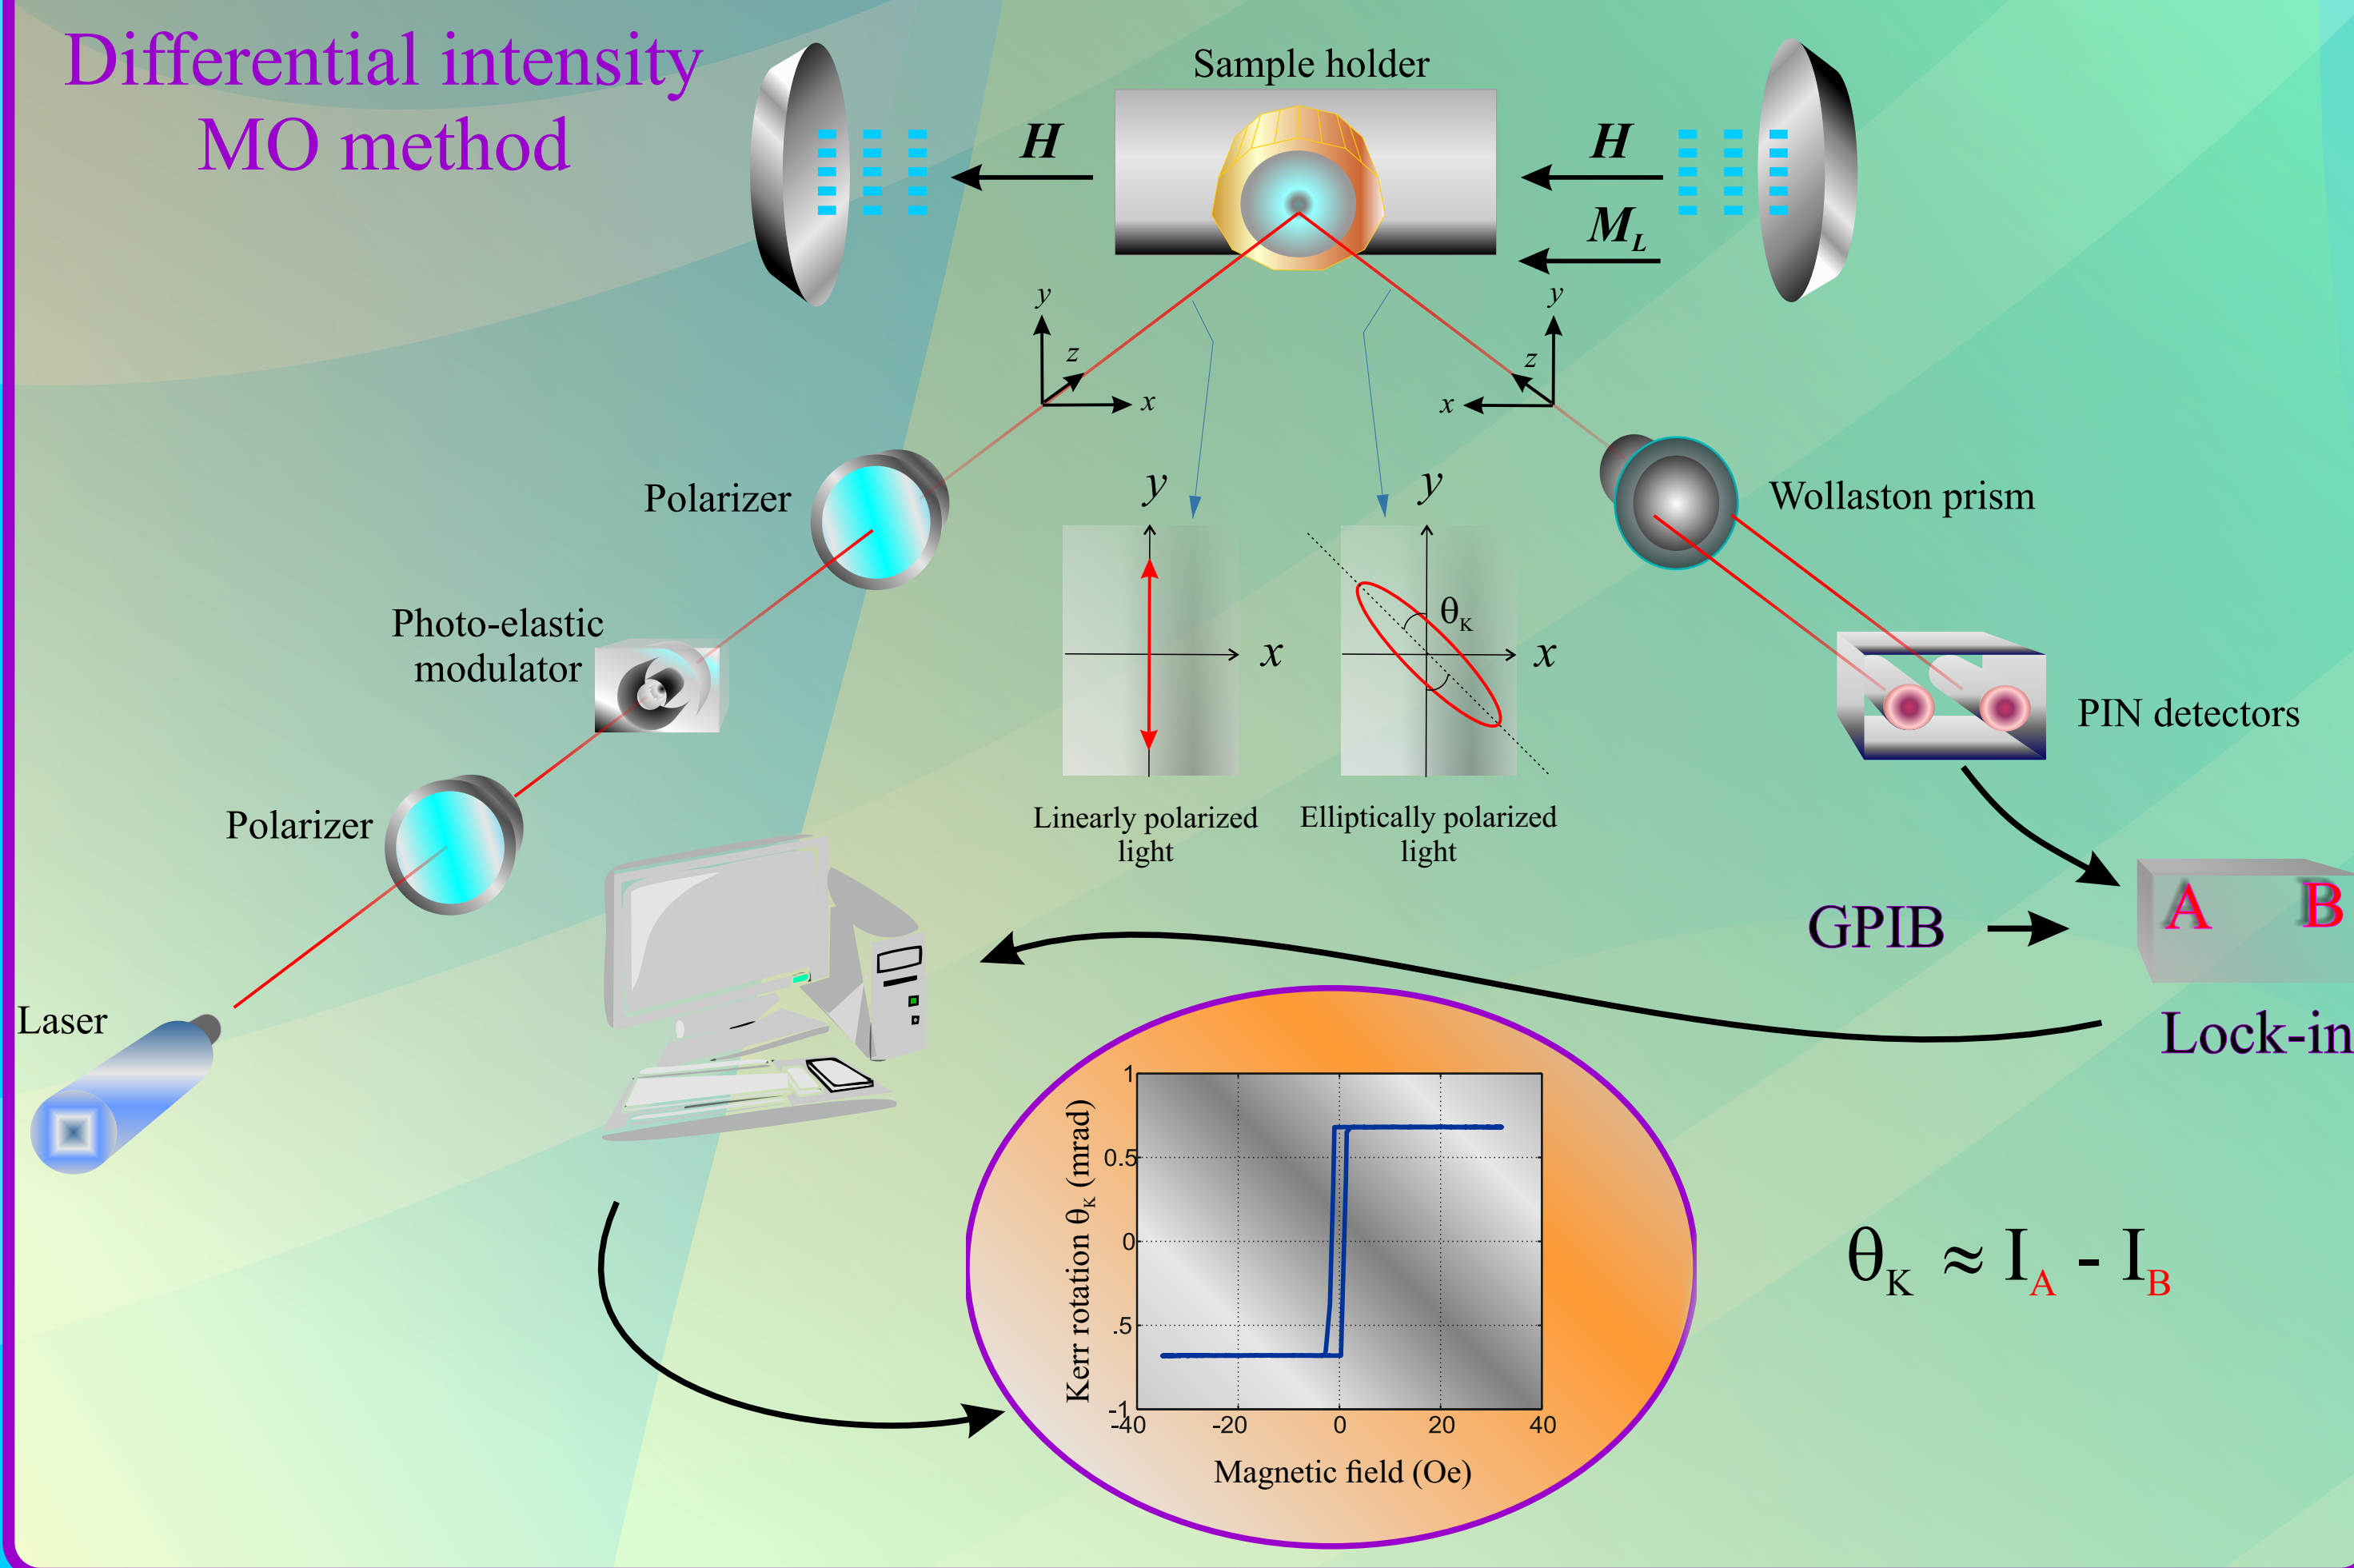 Differential intensity
MO method
Sample holder
H
H
M_L
y
z
x
y
z
x
Polarizer
Wollaston prism
y
x
y
θ_K
x
Photo-elastic
modulator
PIN detectors
Polarizer
Linearly polarized
light
Elliptically polarized
light
A B
GPIB
Laser
Lock-in
1
0.5
0
.5
-1
-40 -20 0 20 40
Kerr rotation θ_K (mrad)
Magnetic field (Oe)
θ_K ≈ I_A - I_B